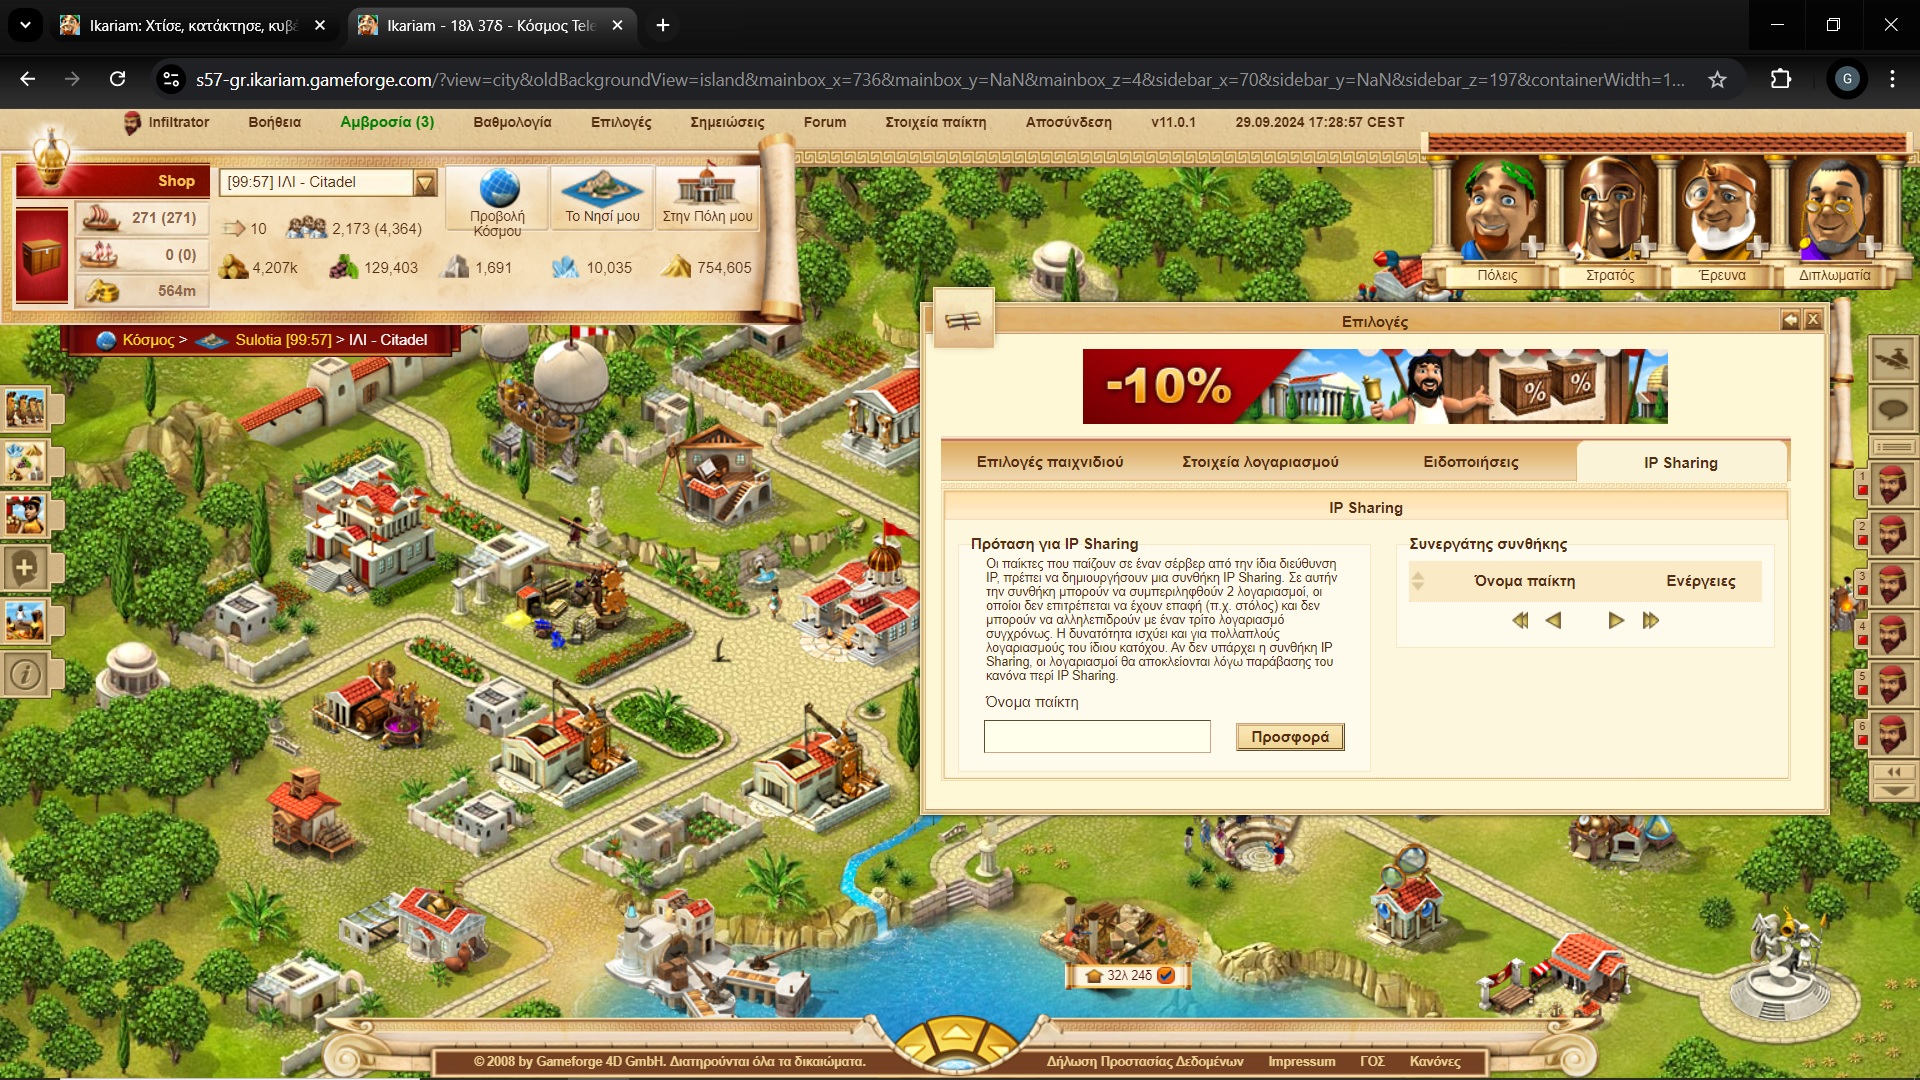 Ikariam: Χτίσε, κατάκτησε, κυβέ
Ikariam - 18λ 37δ - Κόσμος Tele
s57-gr.ikariam.gameforge.com/?view=city&oldBackgroundView=island&mainbox_x=736&mainbox_y=NaN&mainbox_z=4&sidebar_x=70&sidebar_y=NaN&sidebar_z=197&containerWidth=1...
G
Infiltrator Βοήθεια Αμβροσία (3) Βαθμολογία Επιλογές Σημειώσεις Forum Στοιχεία παίκτη Αποσύνδεση v11.0.1 29.09.2024 17:28:57 CEST
Shop
[99:57] ΙΛΙ - Citadel
271 (271)
0 (0)
564m
10 2,173 (4,364)
4,207k 129,403 1,691 10,035 754,605
Προβολή Κόσμου
Το Νησί μου
Στην Πόλη μου
Πόλεις Στρατός Έρευνα Διπλωματία
Κόσμος > Sulotia [99:57] > ΙΛΙ - Citadel
Επιλογές
-10%
% %
Επιλογές παιχνιδιού Στοιχεία λογαριασμού Ειδοποιήσεις IP Sharing
IP Sharing
Πρόταση για IP Sharing
Οι παίκτες που παίζουν σε έναν σέρβερ από την ίδια διεύθυνση
IP, πρέπει να δημιουργήσουν μια συνθήκη IP Sharing. Σε αυτήν
την συνθήκη μπορούν να συμπεριληφθούν 2 λογαριασμοί, οι
οποίοι δεν επιτρέπεται να έχουν επαφή (π.χ. στόλος) και δεν
μπορούν να αλληλεπιδρούν με έναν τρίτο λογαριασμό
συγχρόνως. Η δυνατότητα ισχύει και για πολλαπλούς
λογαριασμούς του ίδιου κατόχου. Αν δεν υπάρχει η συνθήκη IP
Sharing, οι λογαριασμοί θα αποκλείονται λόγω παράβασης του
κανόνα περί IP Sharing.
Όνομα παίκτη
Προσφορά
Συνεργάτης συνθήκης
Όνομα παίκτη Ενέργειες
1
2
3
4
5
6
32λ 24δ
© 2008 by Gameforge 4D GmbH. Διατηρούνται όλα τα δικαιώματα.
Δήλωση Προστασίας Δεδομένων Impressum ΓΟΣ Κανόνες